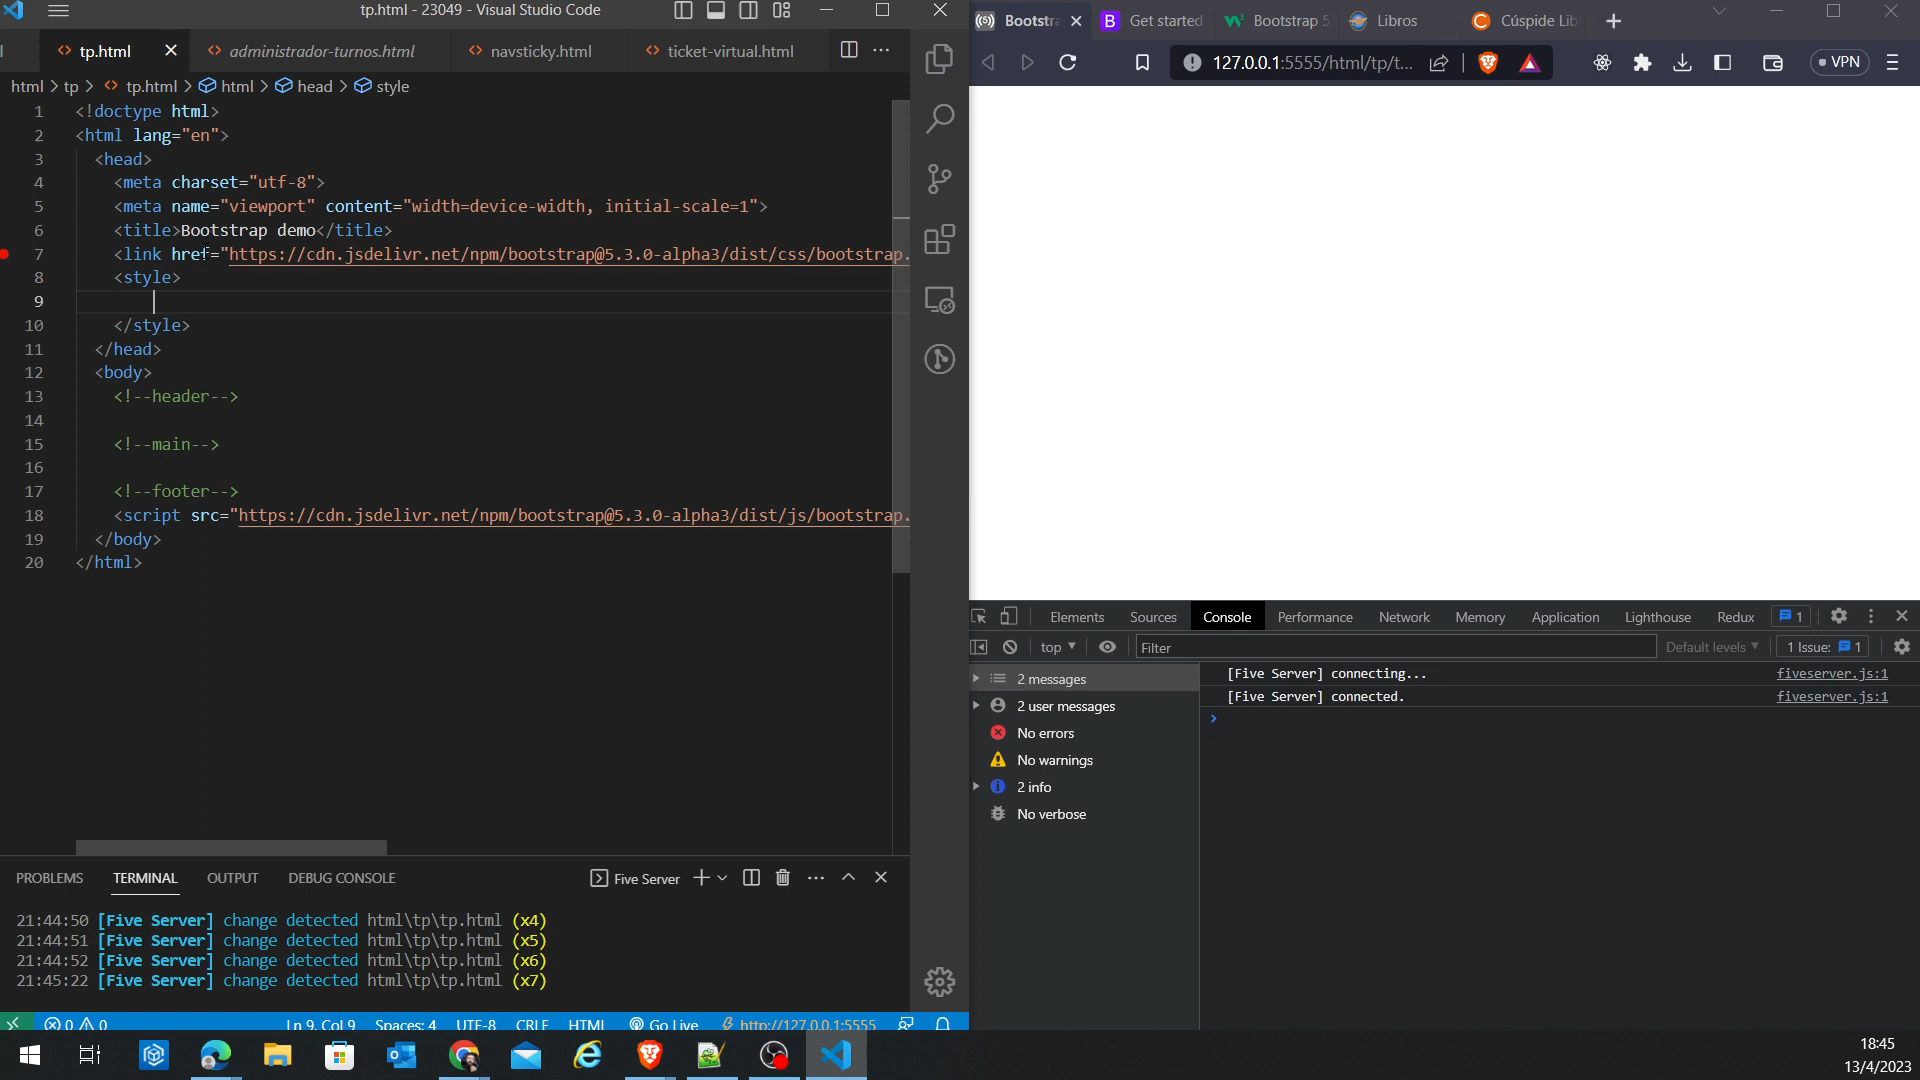 tp.html - 23049 - Visual Studio Code
tp.html
administrador-turnos.html
navsticky.html
ticket-virtual.html
html > tp > tp.html > html > head > style
1 <!doctype html>
2 <html lang="en">
3 <head>
4 <meta charset="utf-8">
5 <meta name="viewport" content="width=device-width, initial-scale=1">
6 <title>Bootstrap demo</title>
7 <link href="https://cdn.jsdelivr.net/npm/bootstrap@5.3.0-alpha3/dist/css/bootstrap.
8 <style>
9
10 </style>
11 </head>
12 <body>
13 <!--header-->
14
15 <!--main-->
16
17 <!--footer-->
18 <script src="https://cdn.jsdelivr.net/npm/bootstrap@5.3.0-alpha3/dist/js/bootstrap.
19 </body>
20 </html>
PROBLEMS TERMINAL OUTPUT DEBUG CONSOLE
Five Server
21:44:50 [Five Server] change detected html\tp\tp.html (x4)
21:44:51 [Five Server] change detected html\tp\tp.html (x5)
21:44:52 [Five Server] change detected html\tp\tp.html (x6)
21:45:22 [Five Server] change detected html\tp\tp.html (x7)
0 0 Ln 9, Col 9 Spaces: 4 UTF-8 CRLF HTML Go Live http://127.0.0.1:5555
Bootstra
Get started
Bootstrap 5
Libros
Cúspide Lib
127.0.0.1:5555/html/tp/t...
VPN
Elements Sources Console Performance Network Memory Application Lighthouse Redux 1
top Filter Default levels 1 Issue: 1
2 messages
2 user messages
No errors
No warnings
2 info
No verbose
[Five Server] connecting... fiveserver.js:1
[Five Server] connected. fiveserver.js:1
18:45
13/4/2023